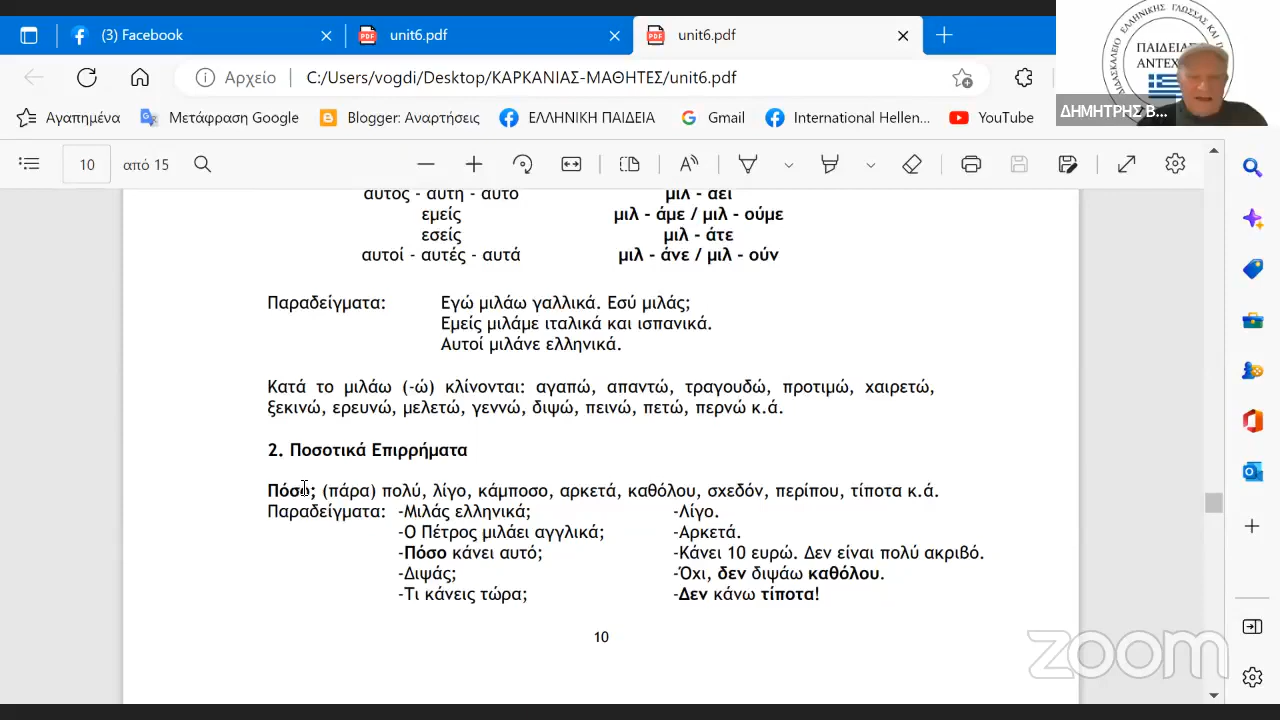 (3) Facebook
unit6.pdf
unit6.pdf
Αρχείο
C:/Users/vogdi/Desktop/ΚΑΡΚΑΝΙΑΣ-ΜΑΘΗΤΕΣ/unit6.pdf
Αγαπημένα
Μετάφραση Google
Blogger: Αναρτήσεις
ΕΛΛΗΝΙΚΗ ΠΑΙΔΕΙΑ
Gmail
International Hellen...
YouTube
ΔΗΜΗΤΡΗΣ Β...
10 από 15
αυτός - αυτή - αυτό μιλ - άει
εμείς μιλ - άμε / μιλ - ούμε
εσείς μιλ - άτε
αυτοί - αυτές - αυτά μιλ - άνε / μιλ - ούν
Παραδείγματα: Εγώ μιλάω γαλλικά. Εσύ μιλάς;
Εμείς μιλάμε ιταλικά και ισπανικά.
Αυτοί μιλάνε ελληνικά.
Κατά το μιλάω (-ώ) κλίνονται: αγαπώ, απαντώ, τραγουδώ, προτιμώ, χαιρετώ,
ξεκινώ, ερευνώ, μελετώ, γεννώ, διψώ, πεινώ, πετώ, περνώ κ.ά.
2. Ποσοτικά Επιρρήματα
Πόσο; (πάρα) πολύ, λίγο, κάμποσο, αρκετά, καθόλου, σχεδόν, περίπου, τίποτα κ.ά.
Παραδείγματα: -Μιλάς ελληνικά; -Λίγο.
-Ο Πέτρος μιλάει αγγλικά; -Αρκετά.
-Πόσο κάνει αυτό; -Κάνει 10 ευρώ. Δεν είναι πολύ ακριβό.
-Διψάς; -Όχι, δεν διψάω καθόλου.
-Τι κάνεις τώρα; -Δεν κάνω τίποτα!
10
zoom